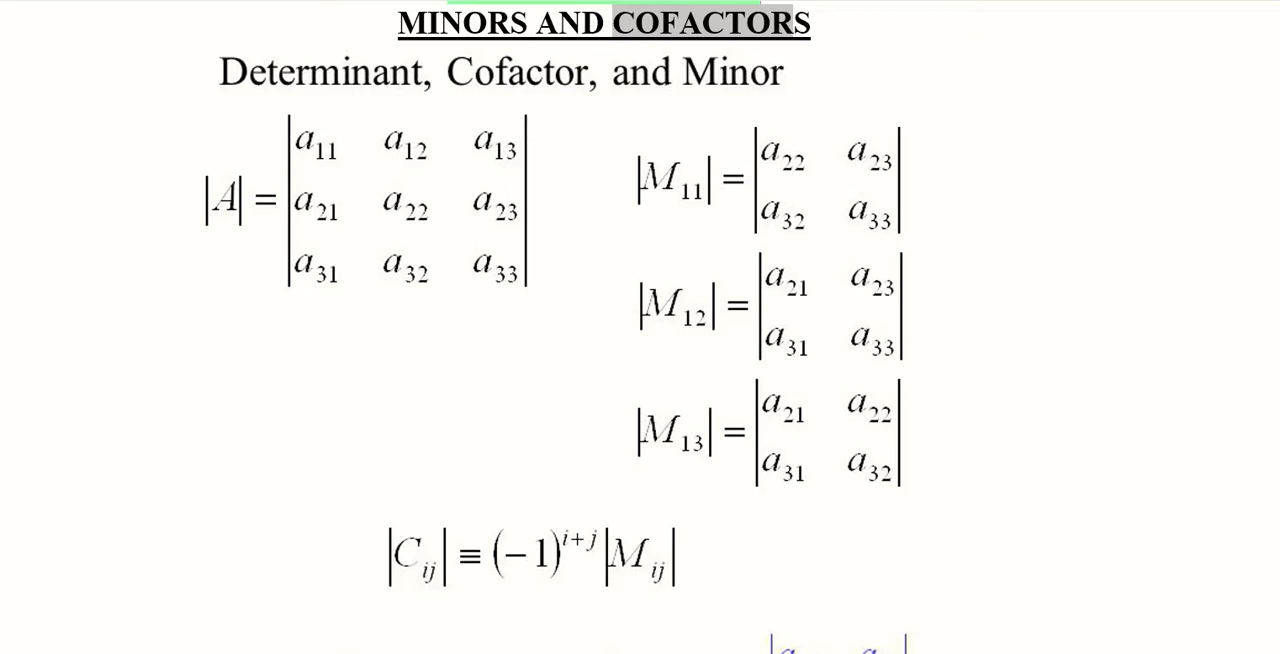 MINORS AND COFACTORS
Determinant, Cofactor, and Minor
|A| = |a₁₁ a₁₂ a₁₃|
|a₂₁ a₂₂ a₂₃|
|a₃₁ a₃₂ a₃₃|
|M₁₁| = |a₂₂ a₂₃|
|a₃₂ a₃₃|
|M₁₂| = |a₂₁ a₂₃|
|a₃₁ a₃₃|
|M₁₃| = |a₂₁ a₂₂|
|a₃₁ a₃₂|
|Cᵢⱼ| ≡ (−1)ⁱ⁺ʲ |Mᵢⱼ|